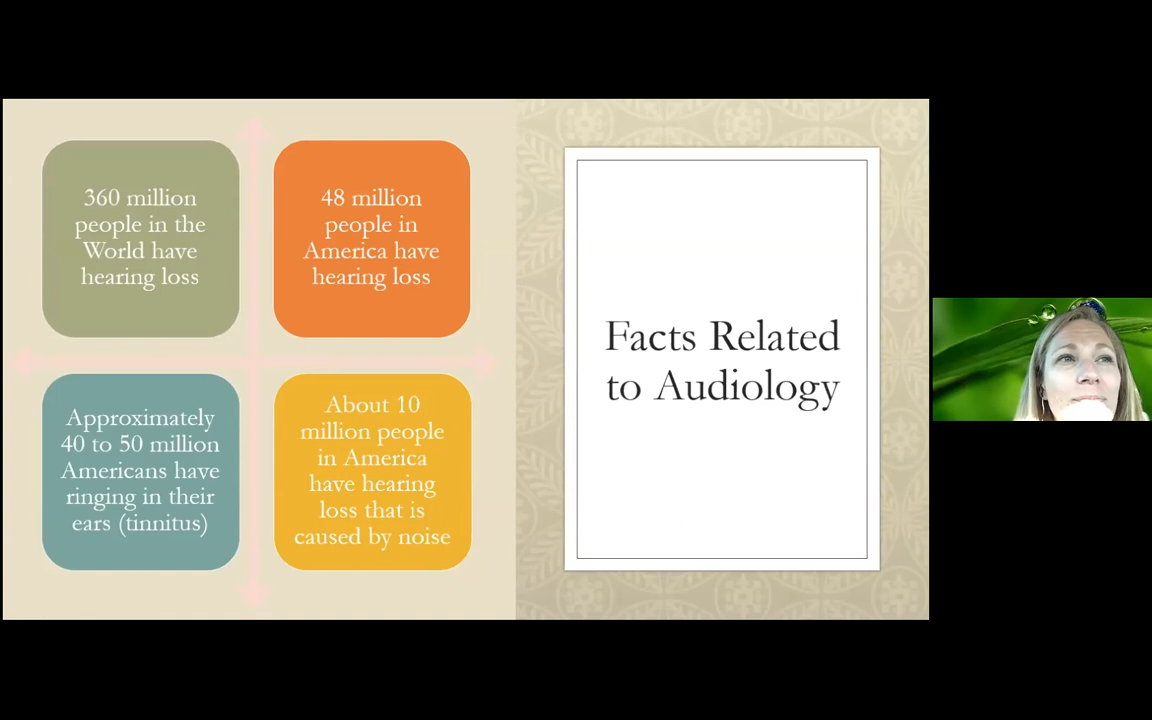 360 million
people in the
World have
hearing loss
48 million
people in
America have
hearing loss
Approximately
40 to 50 million
Americans have
ringing in their
ears (tinnitus)
About 10
million people
in America
have hearing
loss that is
caused by noise
Facts Related
to Audiology